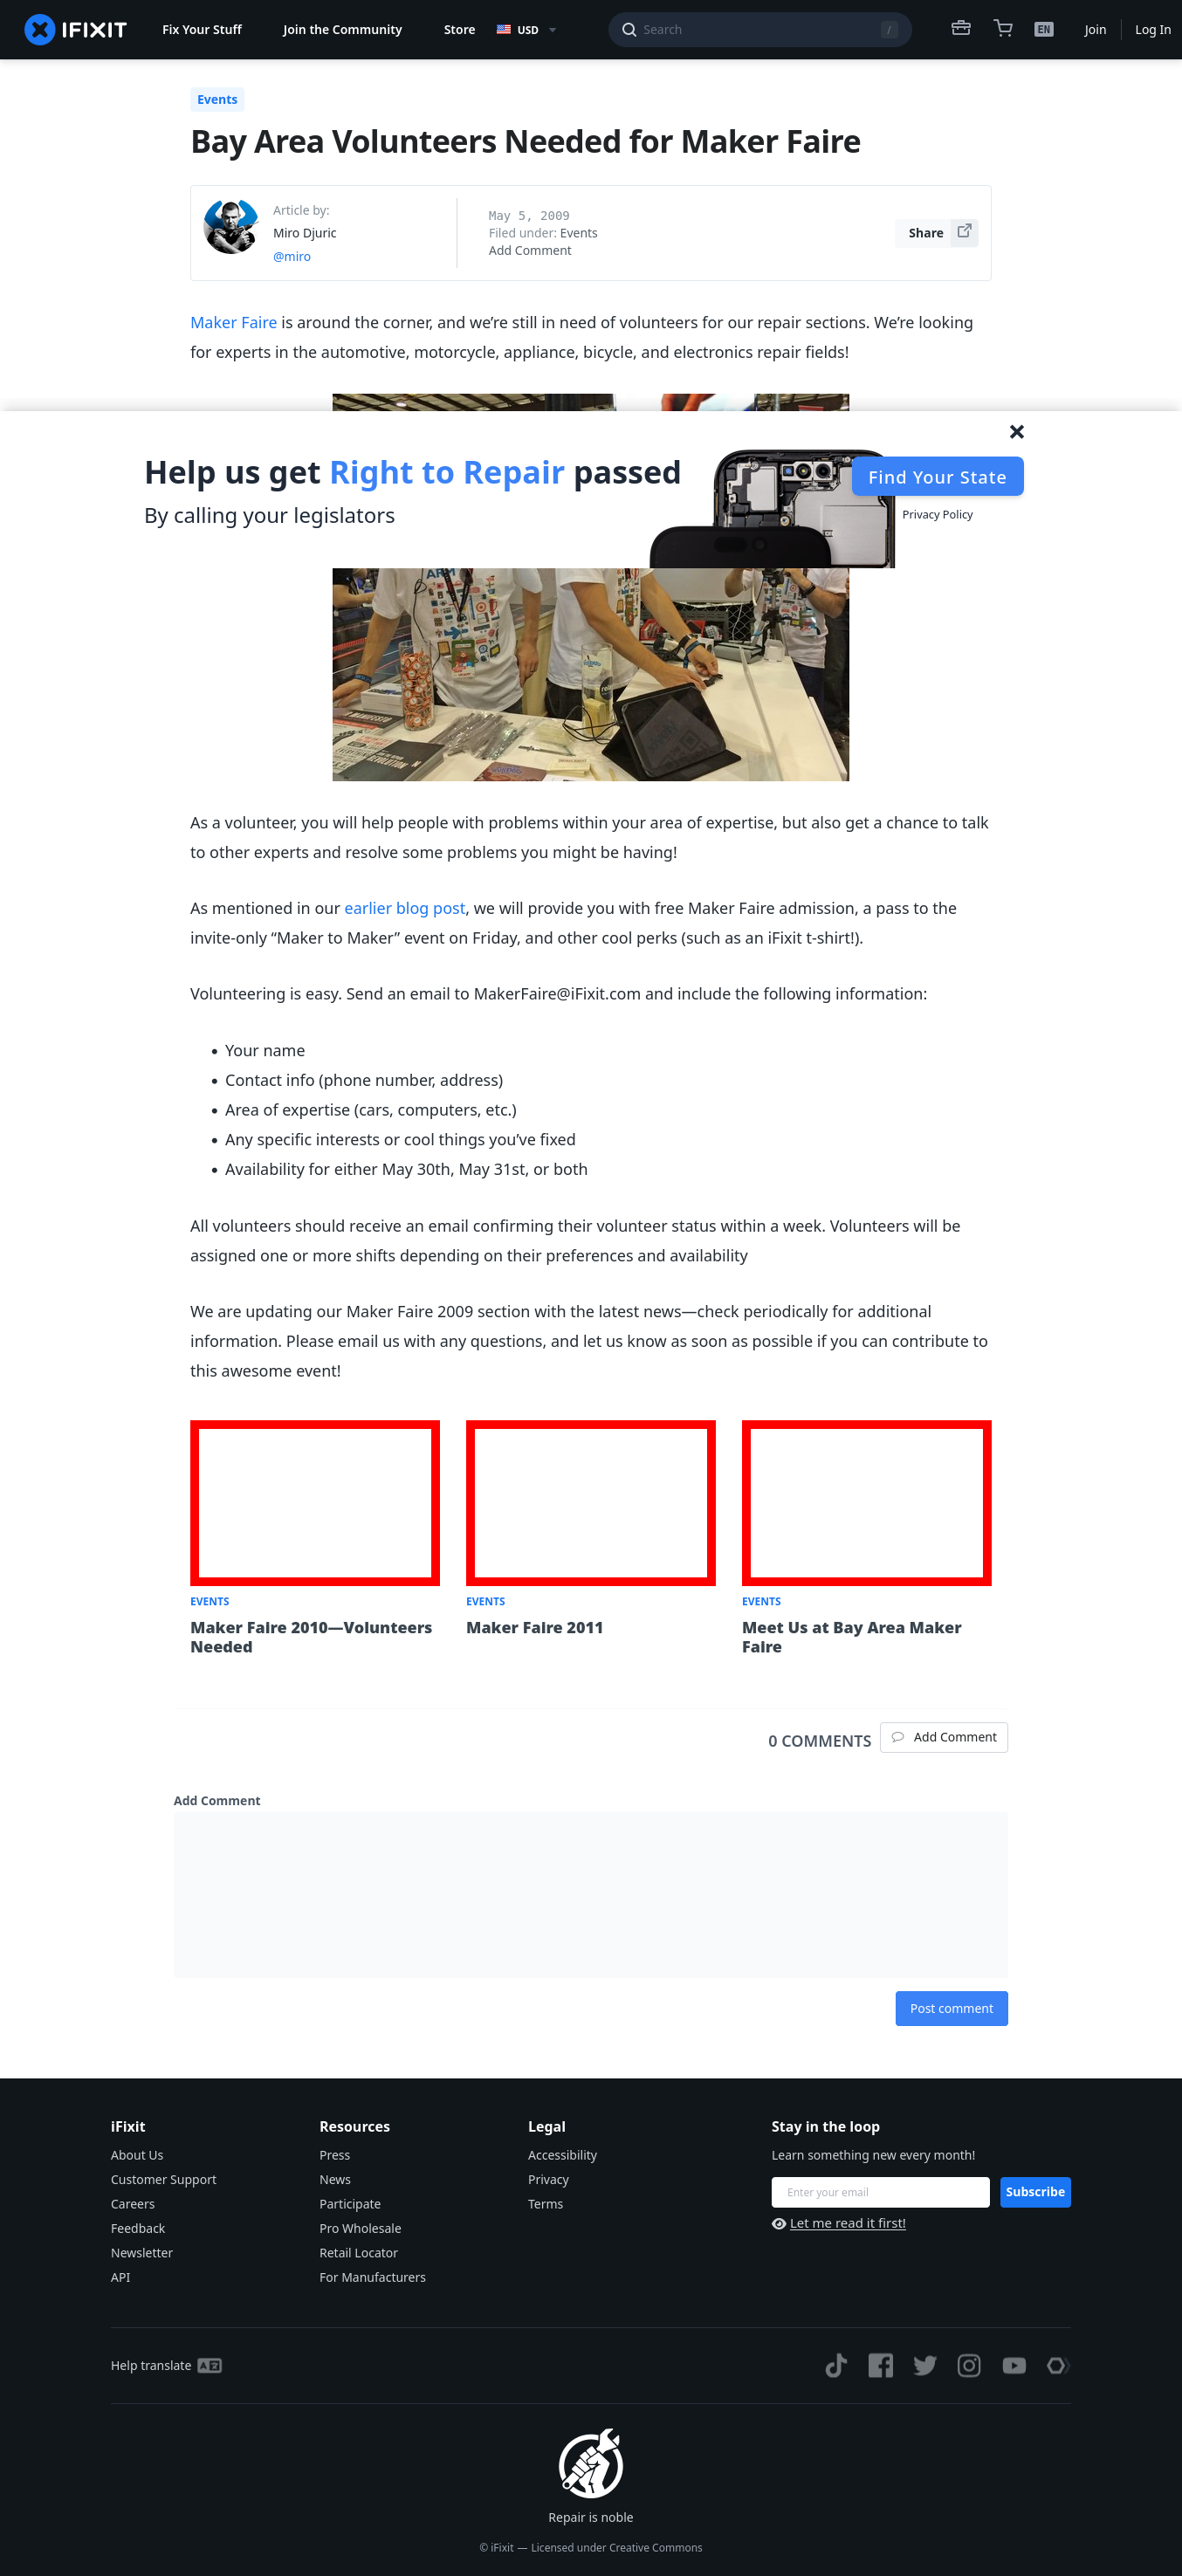 IFIXIT
Fix Your Stuff
Join the Community
Store
USD
Search
/
EN
Join
Log In
Events
Bay Area Volunteers Needed for Maker Faire
Article by:
Miro Djuric
@miro
May 5, 2009
Filed under: Events
Add Comment
Share
Maker Faire is around the corner, and we’re still in need of volunteers for our repair sections. We’re looking
for experts in the automotive, motorcycle, appliance, bicycle, and electronics repair fields!
Help us get Right to Repair passed
By calling your legislators
Find Your State
Privacy Policy
As a volunteer, you will help people with problems within your area of expertise, but also get a chance to talk
to other experts and resolve some problems you might be having!
As mentioned in our earlier blog post, we will provide you with free Maker Faire admission, a pass to the
invite-only “Maker to Maker” event on Friday, and other cool perks (such as an iFixit t-shirt!).
Volunteering is easy. Send an email to MakerFaire@iFixit.com and include the following information:
• Your name
• Contact info (phone number, address)
• Area of expertise (cars, computers, etc.)
• Any specific interests or cool things you’ve fixed
• Availability for either May 30th, May 31st, or both
All volunteers should receive an email confirming their volunteer status within a week. Volunteers will be
assigned one or more shifts depending on their preferences and availability
We are updating our Maker Faire 2009 section with the latest news—check periodically for additional
information. Please email us with any questions, and let us know as soon as possible if you can contribute to
this awesome event!
EVENTS
Maker Faire 2010—Volunteers
Needed
EVENTS
Maker Faire 2011
EVENTS
Meet Us at Bay Area Maker
Faire
0 COMMENTS
Add Comment
Add Comment
Post comment
iFixit
About Us
Customer Support
Careers
Feedback
Newsletter
API
Resources
Press
News
Participate
Pro Wholesale
Retail Locator
For Manufacturers
Legal
Accessibility
Privacy
Terms
Stay in the loop
Learn something new every month!
Enter your email
Subscribe
Let me read it first!
Help translate
Repair is noble
© iFixit — Licensed under Creative Commons